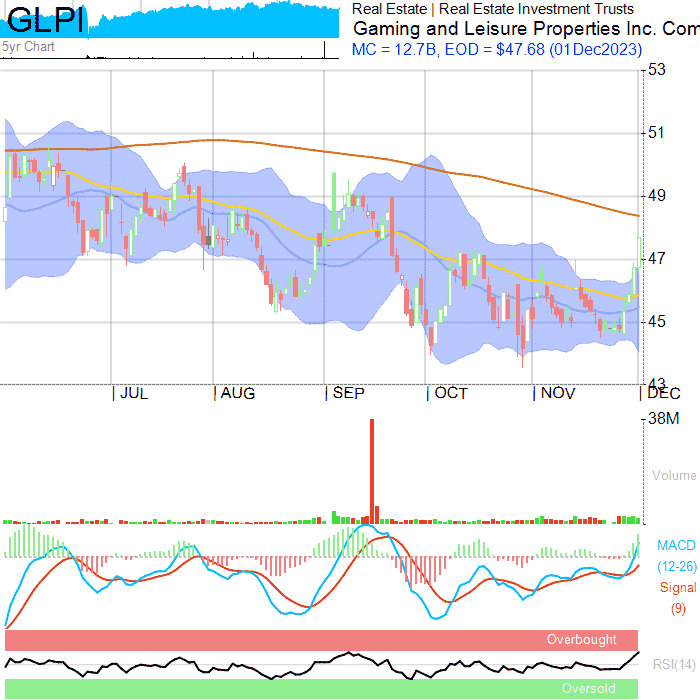 GLPI
5yr Chart
Real Estate | Real Estate Investment Trusts
Gaming and Leisure Properties Inc. Com
MC = 12.7B, EOD = $47.68 (01Dec2023)
53
51
49
47
45
43
JUL
AUG
SEP
OCT
NOV
DEC
38M
Volume
MACD
(12-26)
Signal
(9)
Overbought
RSI(14)
Oversold